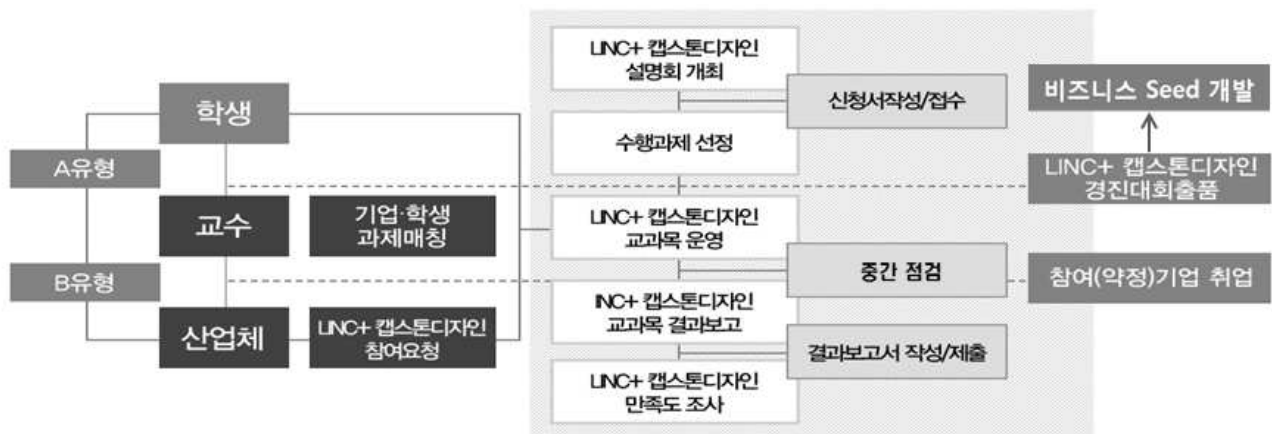 학생
A유형
교수
B유형
산업체
기업·학생
과제매칭
LINC+ 캡스톤디자인
참여요청
LINC+ 캡스톤디자인
설명회 개최
신청서작성/접수
수행과제 선정
LINC+ 캡스톤디자인
교과목 운영
중간 점검
INC+ 캡스톤디자인
교과목 결과보고
결과보고서 작성/제출
LINC+ 캡스톤디자인
만족도 조사
비즈니스 Seed 개발
LINC+ 캡스톤디자인
경진대회출품
참여(약정)기업 취업